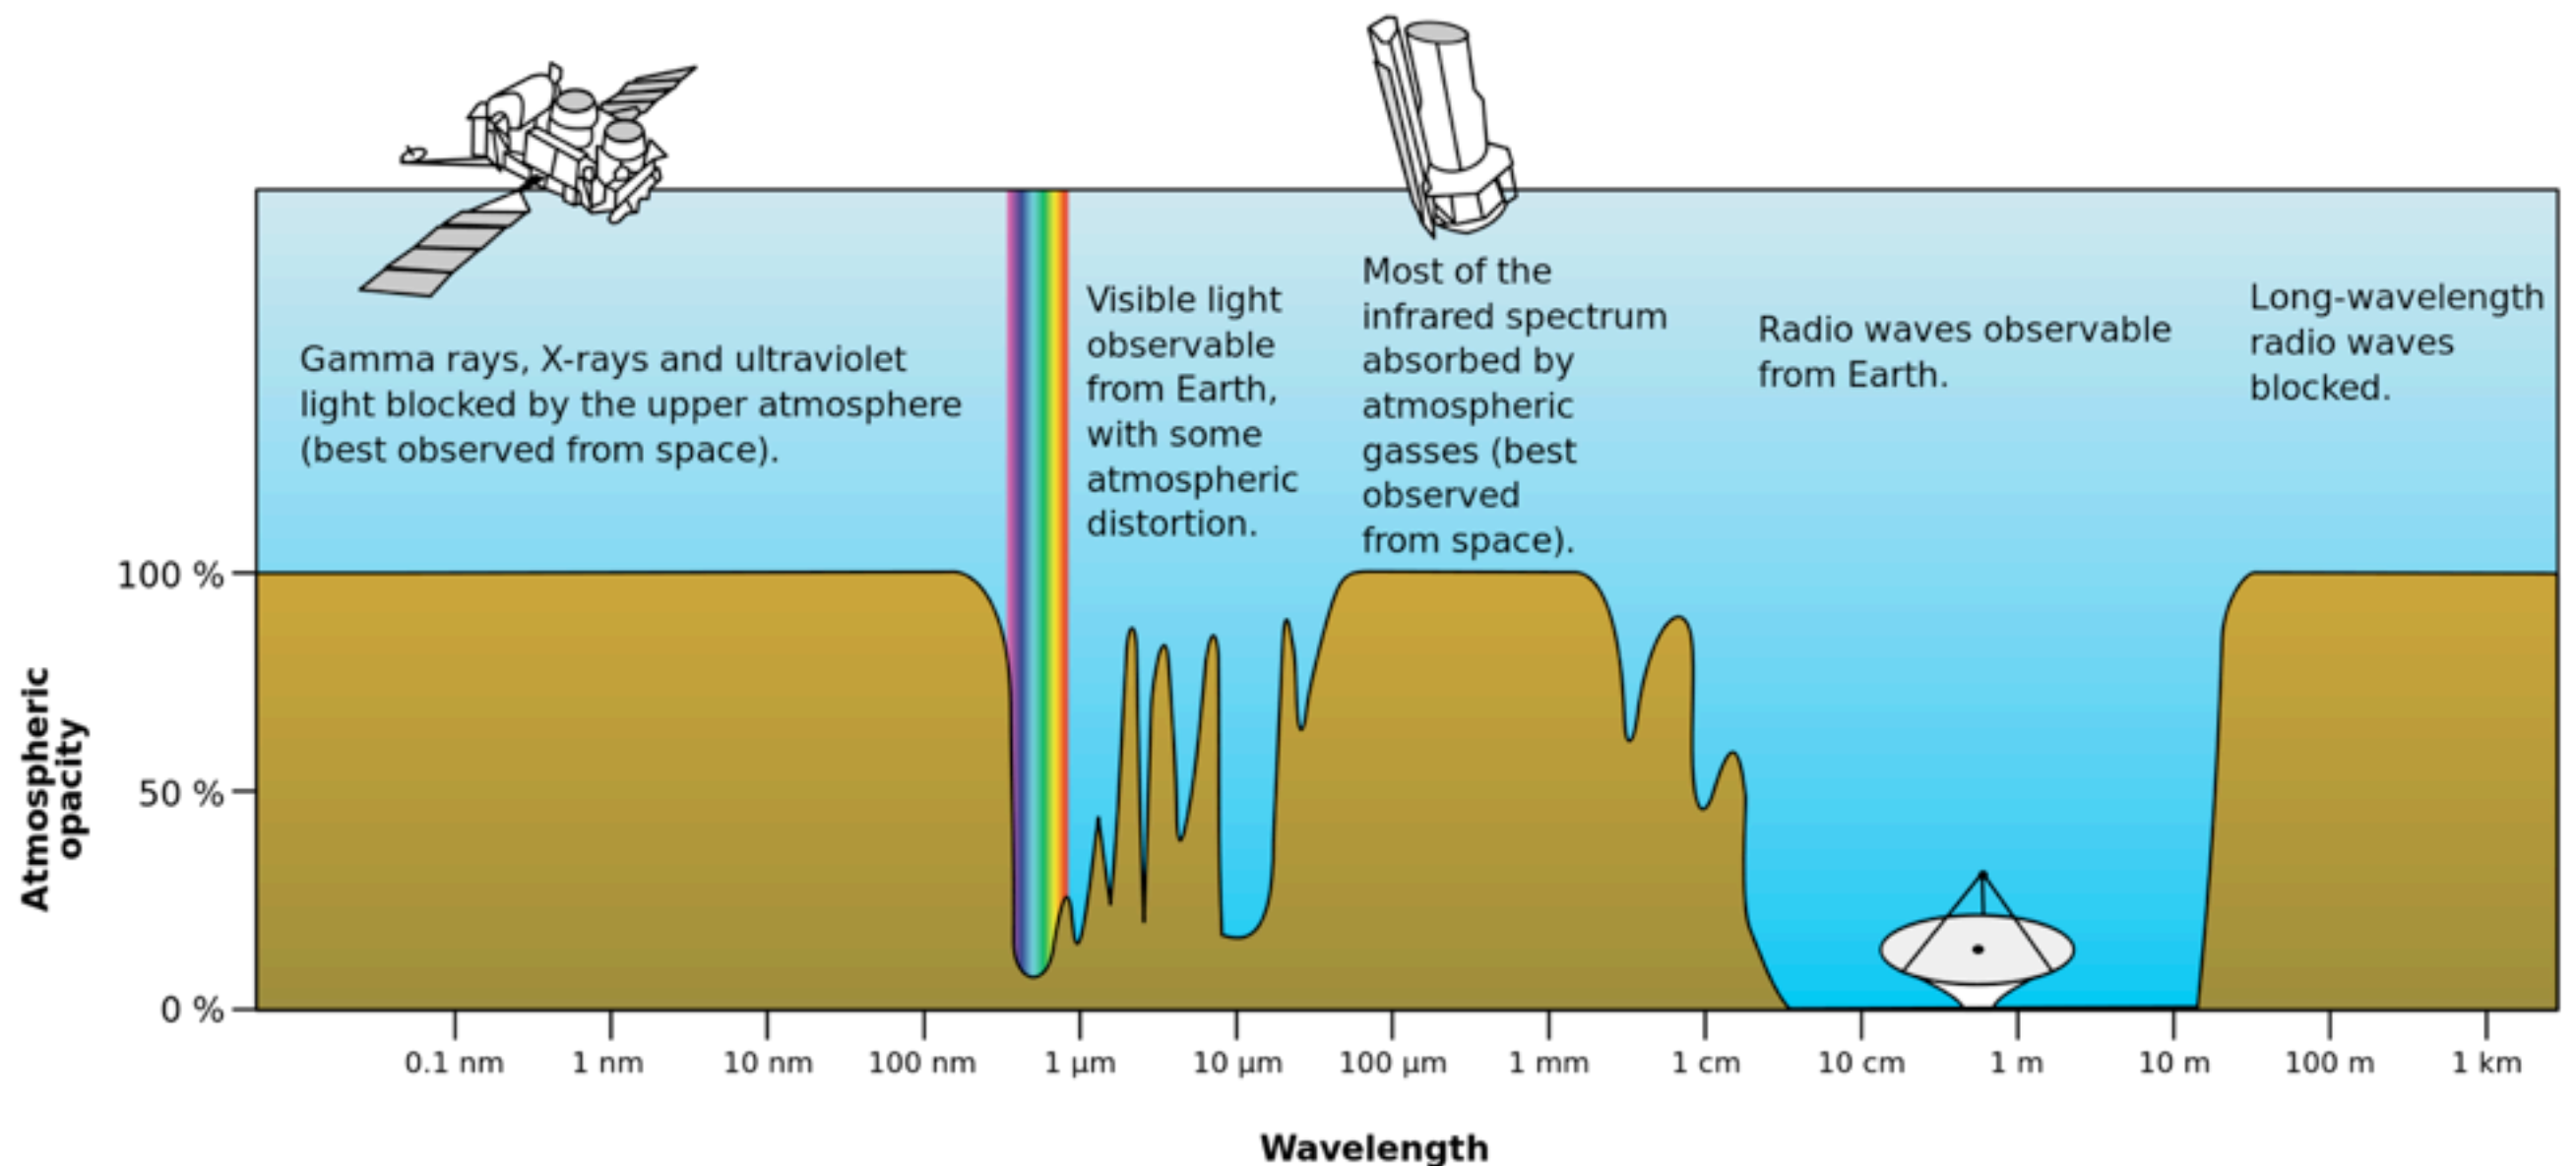 Gamma rays, X-rays and ultraviolet
light blocked by the upper atmosphere
(best observed from space).
Visible light
observable
from Earth,
with some
atmospheric
distortion.
Most of the
infrared spectrum
absorbed by
atmospheric
gasses (best
observed
from space).
Radio waves observable
from Earth.
Long-wavelength
radio waves
blocked.
Atmospheric
opacity
100 %
50 %
0 %
0.1 nm 1 nm 10 nm 100 nm 1 μm 10 μm 100 μm 1 mm 1 cm 10 cm 1 m 10 m 100 m 1 km
Wavelength